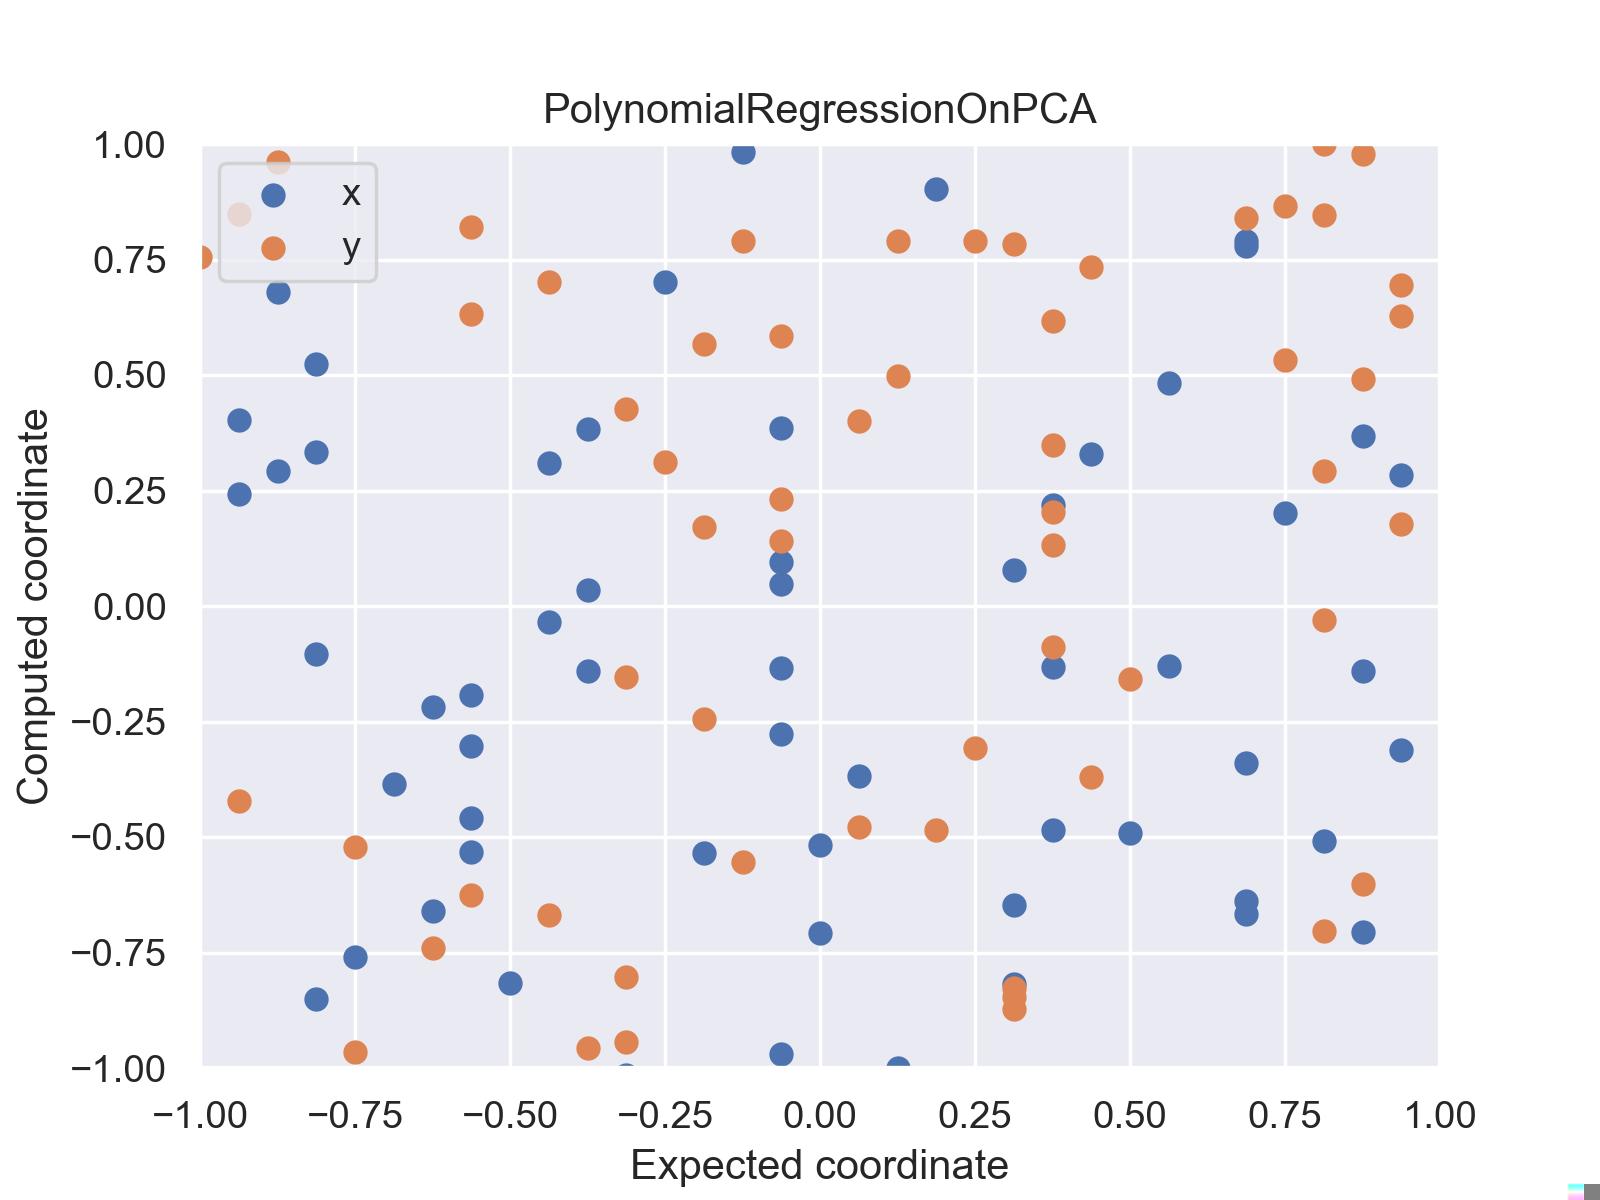 PolynomialRegressionOnPCA
x
y
1.00
0.75
0.50
0.25
0.00
−0.25
−0.50
−0.75
−1.00
Computed coordinate
−1.00 −0.75 −0.50 −0.25 0.00 0.25 0.50 0.75 1.00
Expected coordinate